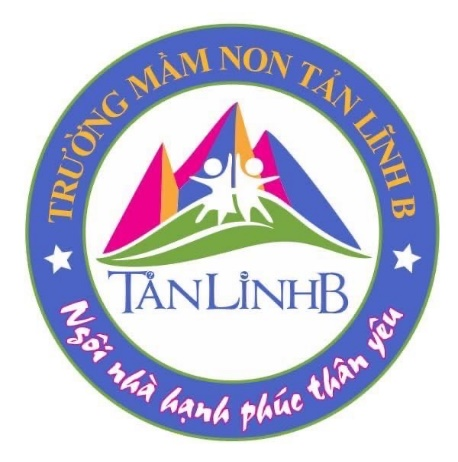 TRƯỜNG MẦM NON TẢN LĨNH B
TẢNLĨNHB
Ngôi nhà hạnh phúc thân yêu